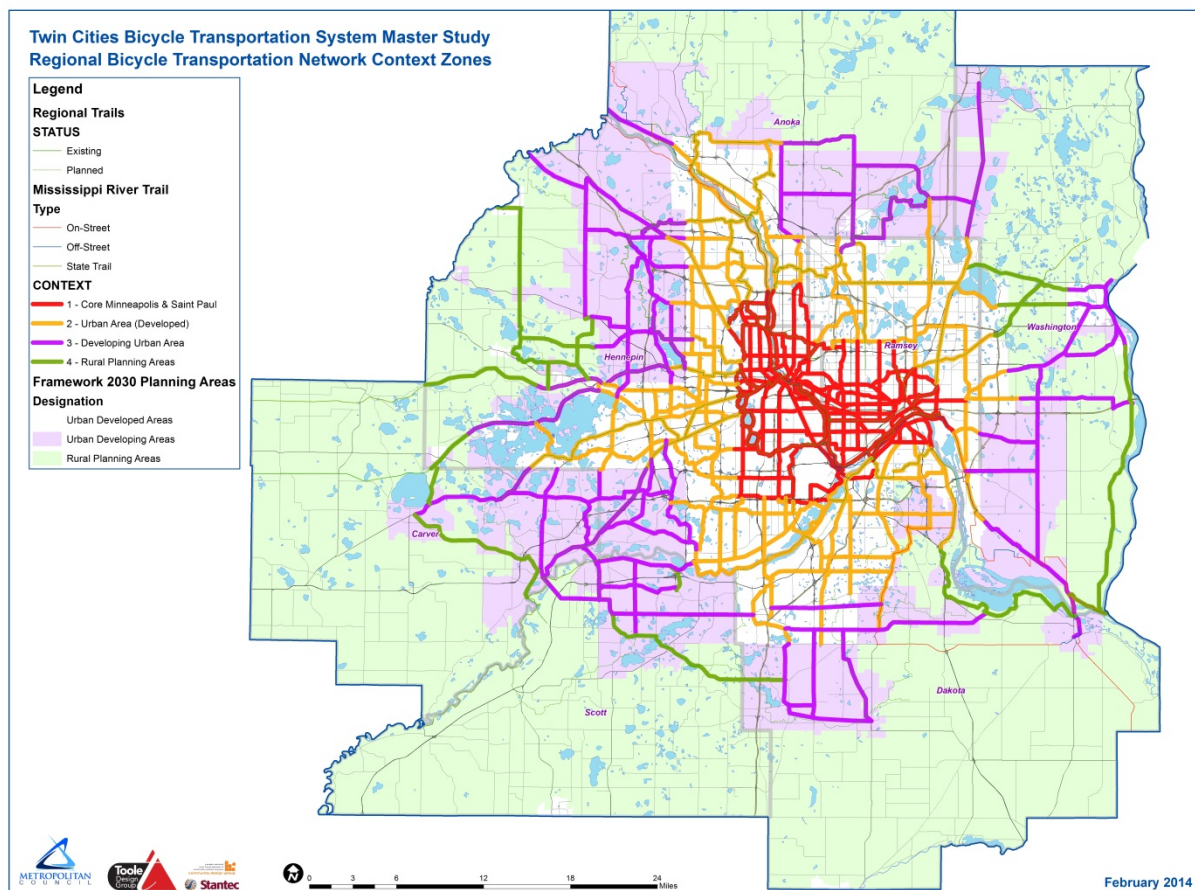 Twin Cities Bicycle Transportation System Master Study
Regional Bicycle Transportation Network Context Zones
Legend
Regional Trails
STATUS
Existing
Planned
Mississippi River Trail
Type
On-Street
Off-Street
State Trail
CONTEXT
1 - Core Minneapolis & Saint Paul
2 - Urban Area (Developed)
3 - Developing Urban Area
4 - Rural Planning Areas
Framework 2030 Planning Areas
Designation
Urban Developed Areas
Urban Developing Areas
Rural Planning Areas
Anoka
Washington
Ramsey
Hennepin
Carver
Scott
Dakota
METROPOLITAN
COUNCIL
Toole
Design
Group
Stantec
N
0 3 6 12 18 24
Miles
February 2014